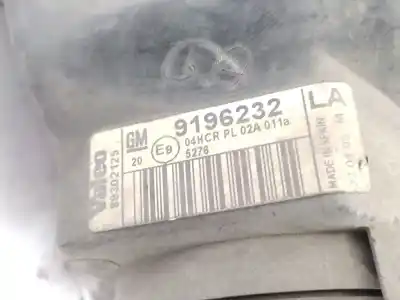 Valeo
89302125
GM
9196232
LA
20
E9
04HCR PL 02A 011a
5276
MADE IN SPAIN